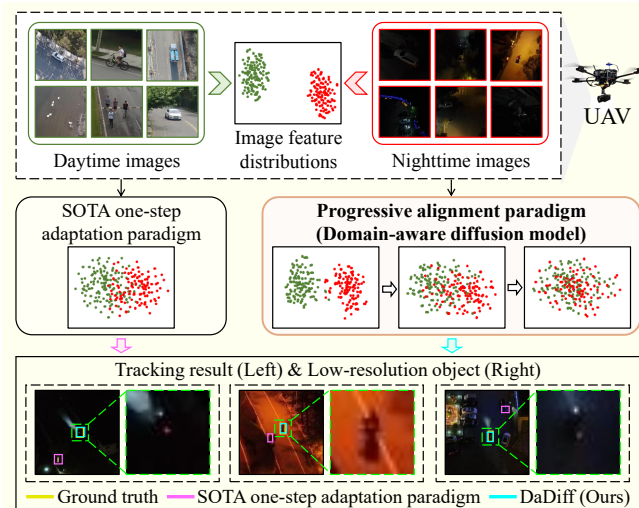 Daytime images
Image feature
distributions
Nighttime images
UAV
SOTA one-step
adaptation paradigm
Progressive alignment paradigm
(Domain-aware diffusion model)
Tracking result (Left) & Low-resolution object (Right)
Ground truth
SOTA one-step adaptation paradigm
DaDiff (Ours)